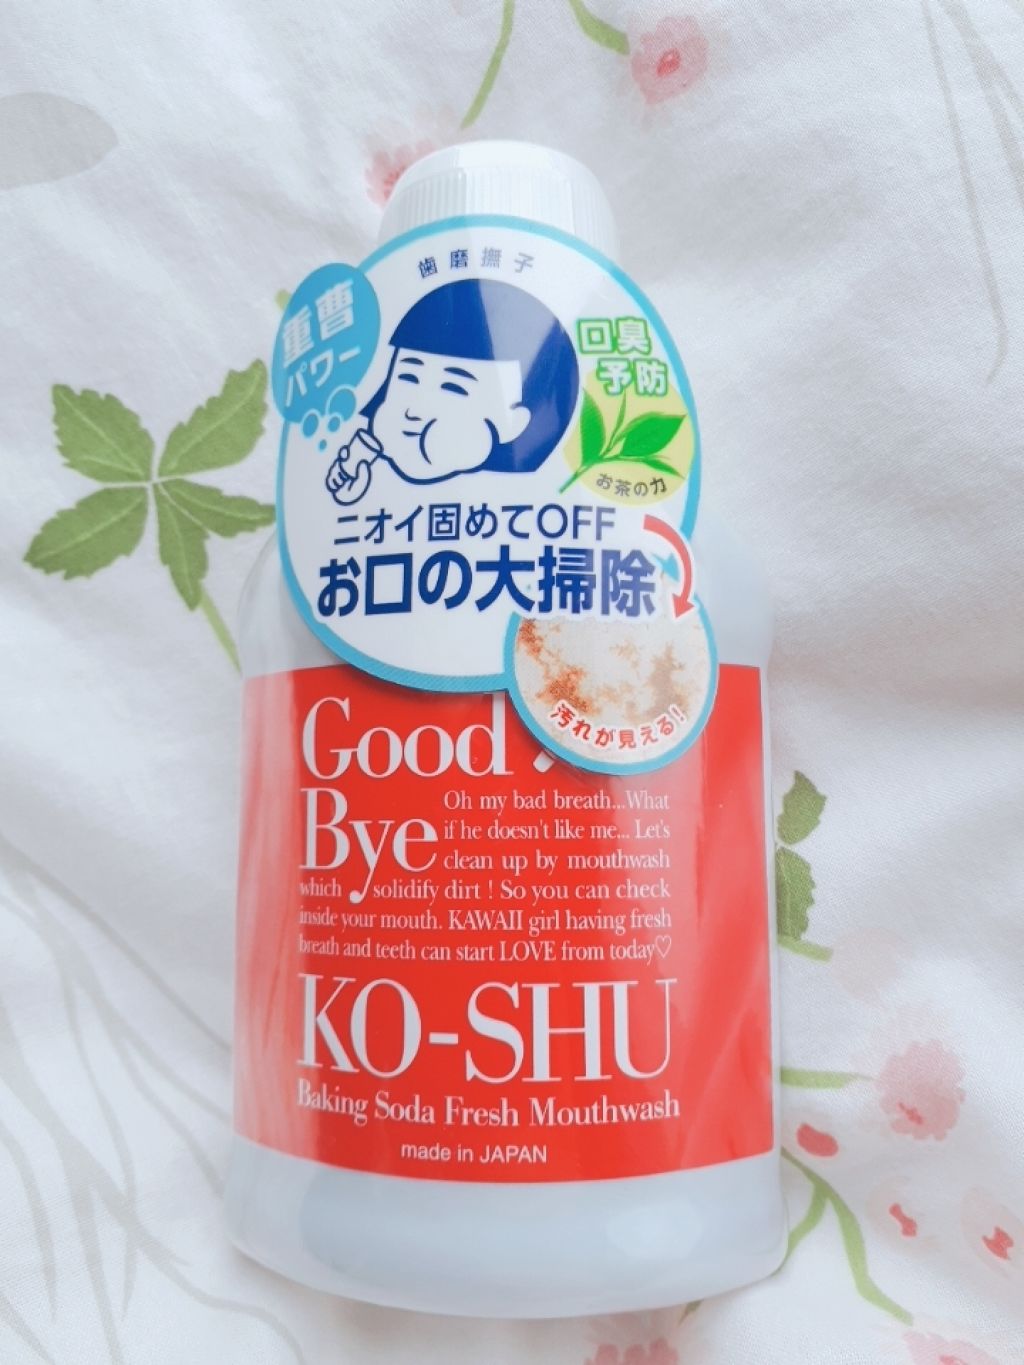 歯磨撫子
重曹
パワー
口臭
予防
お茶の力
ニオイ固めてOFF
お口の大掃除
汚れが見える!
Good
Bye
Oh my bad breath...What
if he doesn't like me... Let's
clean up by mouthwash
which solidify dirt ! So you can check
inside your mouth. KAWAII girl having fresh
breath and teeth can start LOVE from today♡
KO-SHU
Baking Soda Fresh Mouthwash
made in JAPAN